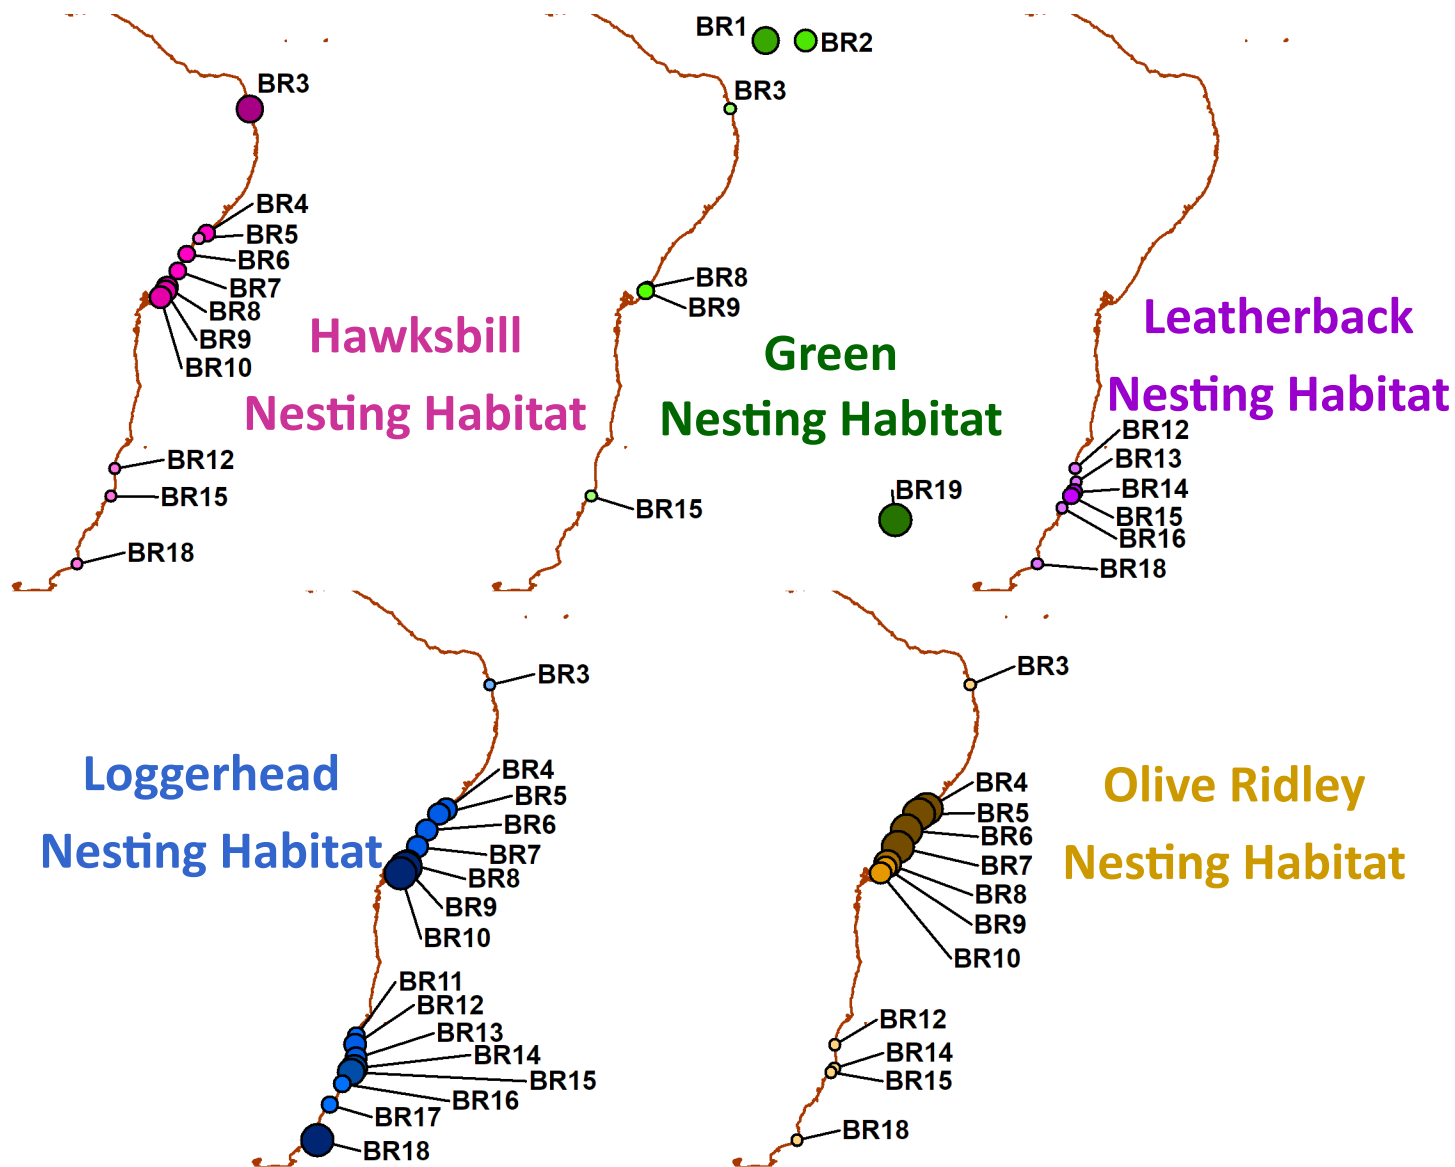 BR3
BR4
BR5
BR6
BR7
BR8
BR9
BR10
BR12
BR15
BR18
Hawksbill
Nesting Habitat
BR1
BR2
BR3
BR8
BR9
BR15
BR19
Green
Nesting Habitat
Leatherback
Nesting Habitat
BR12
BR13
BR14
BR15
BR16
BR18
Loggerhead
Nesting Habitat
BR3
BR4
BR5
BR6
BR7
BR8
BR9
BR10
BR11
BR12
BR13
BR14
BR15
BR16
BR17
BR18
BR3
BR4
BR5
BR6
BR7
BR8
BR9
BR10
BR12
BR14
BR15
BR18
Olive Ridley
Nesting Habitat